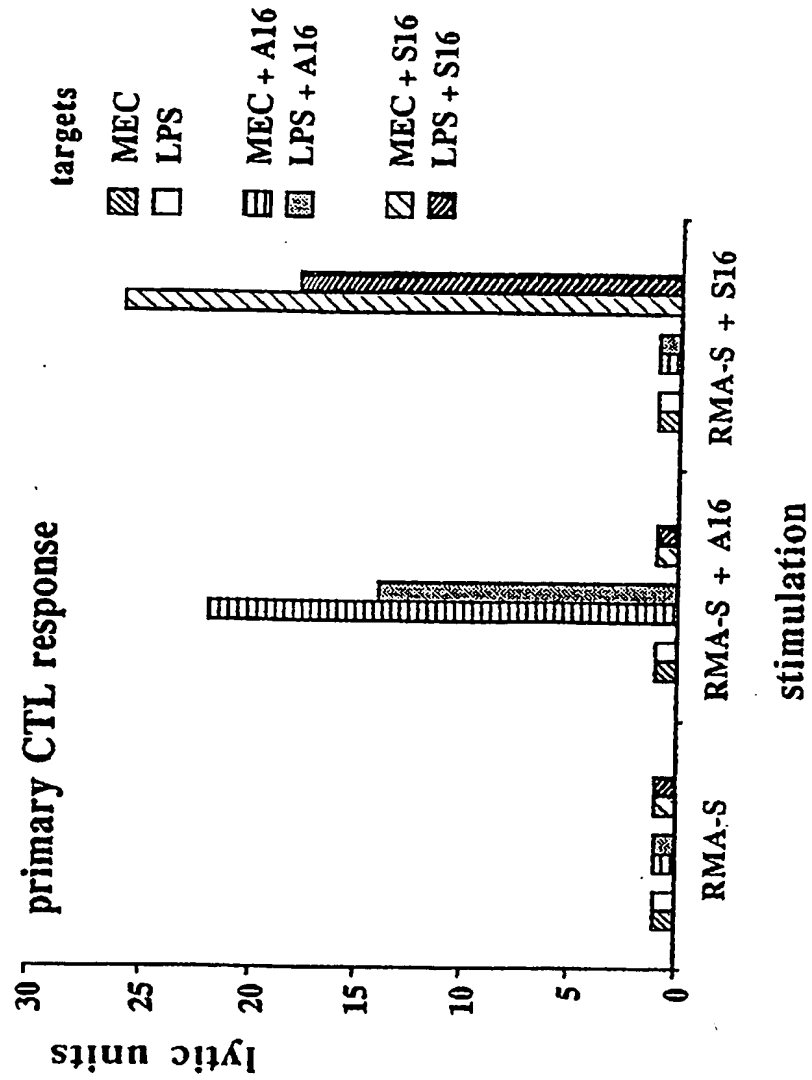 primary CTL response
lytic units
30
25
20
15
10
5
0
RMA-S
RMA-S + A16
RMA-S + S16
stimulation
targets
MEC
LPS
MEC + A16
LPS + A16
MEC + S16
LPS + S16